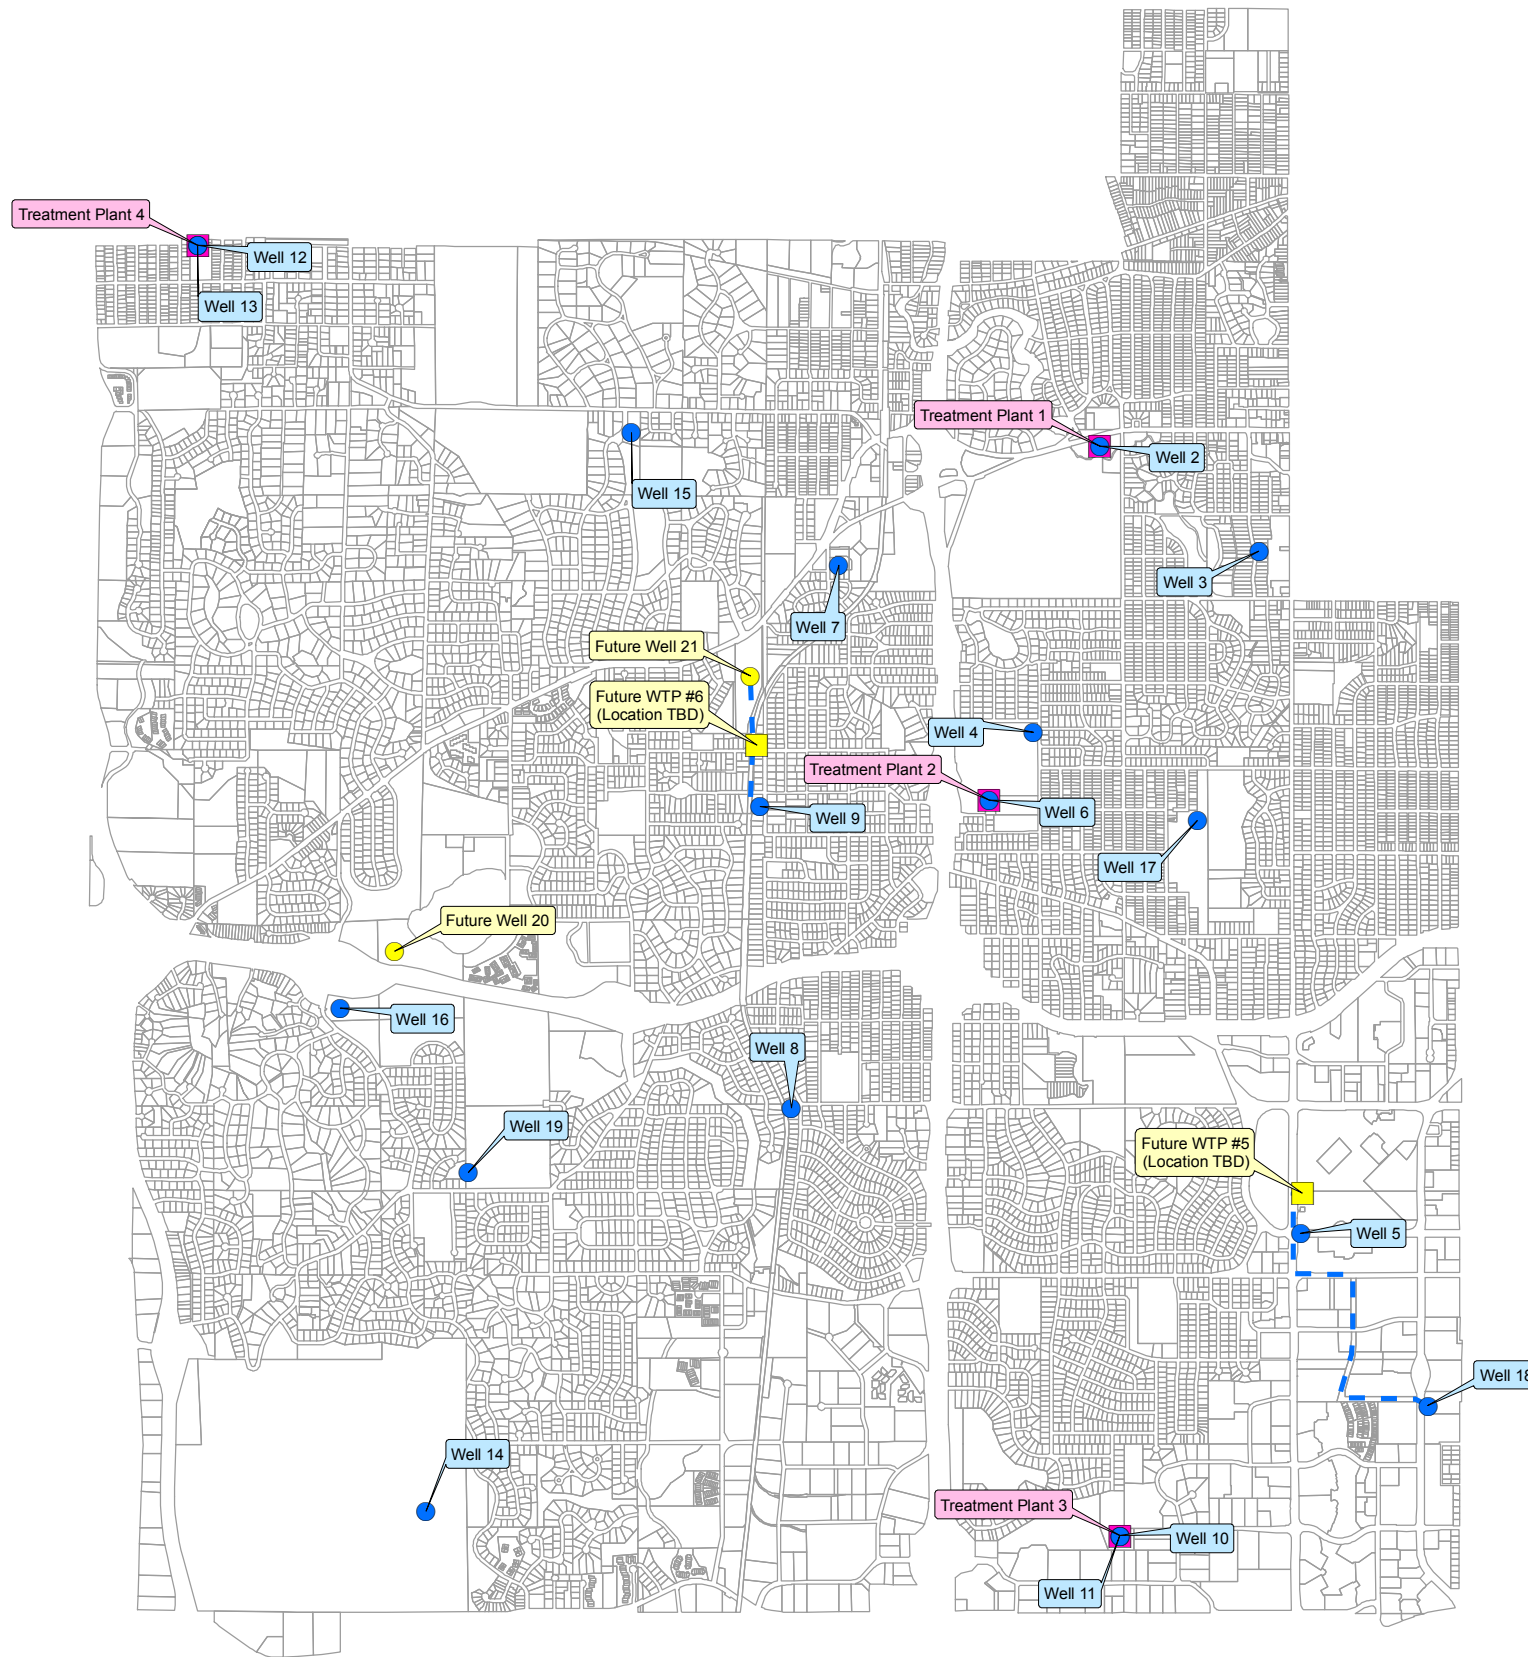 Treatment Plant 4
Well 12
Well 13
Treatment Plant 1
Well 2
Well 15
Well 3
Well 7
Future Well 21
Future WTP #6
(Location TBD)
Well 4
Treatment Plant 2
Well 6
Well 9
Well 17
Future Well 20
Well 16
Well 8
Well 19
Future WTP #5
(Location TBD)
Well 5
Well 18
Well 14
Treatment Plant 3
Well 10
Well 11